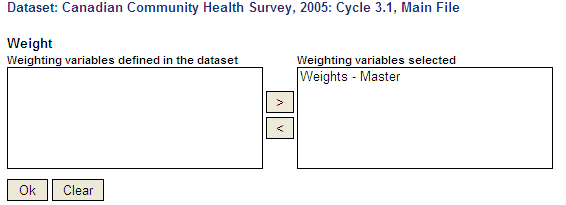 Dataset: Canadian Community Health Survey, 2005: Cycle 3.1, Main File
Weight
Weighting variables defined in the dataset
Weighting variables selected
Weights - Master
>
<
Ok
Clear